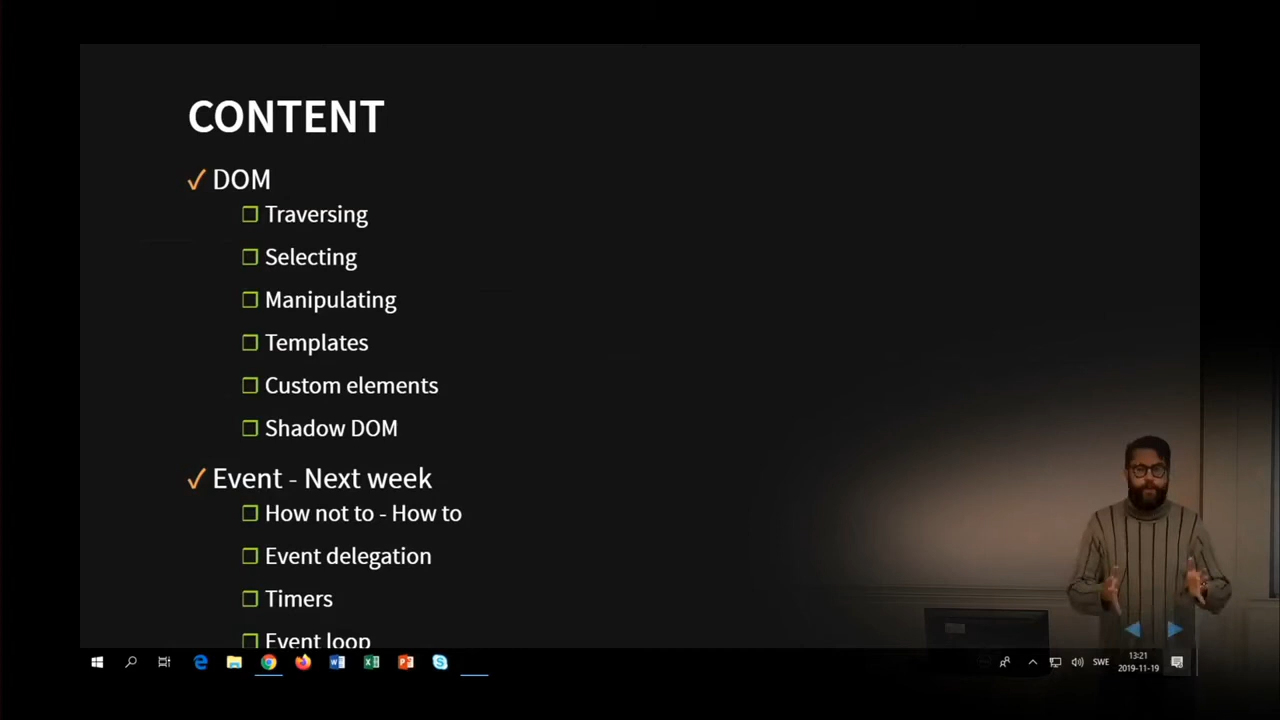 CONTENT
✓ DOM
❐ Traversing
❐ Selecting
❐ Manipulating
❐ Templates
❐ Custom elements
❐ Shadow DOM
✓ Event - Next week
❐ How not to - How to
❐ Event delegation
❐ Timers
❐ Event loop
SWE
13:21
2019-11-19